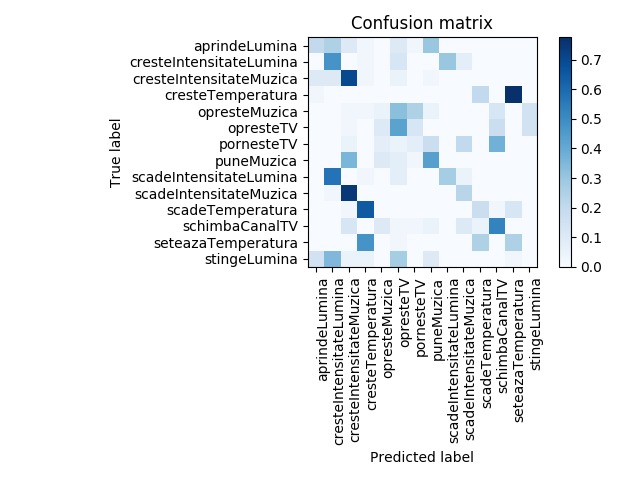 Confusion matrix
True label
aprindeLumina
cresteIntensitateLumina
cresteIntensitateMuzica
cresteTemperatura
opresteMuzica
opresteTV
pornesteTV
puneMuzica
scadeIntensitateLumina
scadeIntensitateMuzica
scadeTemperatura
schimbaCanalTV
seteazaTemperatura
stingeLumina
aprindeLumina
cresteIntensitateLumina
cresteIntensitateMuzica
cresteTemperatura
opresteMuzica
opresteTV
pornesteTV
puneMuzica
scadeIntensitateLumina
scadeIntensitateMuzica
scadeTemperatura
schimbaCanalTV
seteazaTemperatura
stingeLumina
Predicted label
0.7
0.6
0.5
0.4
0.3
0.2
0.1
0.0